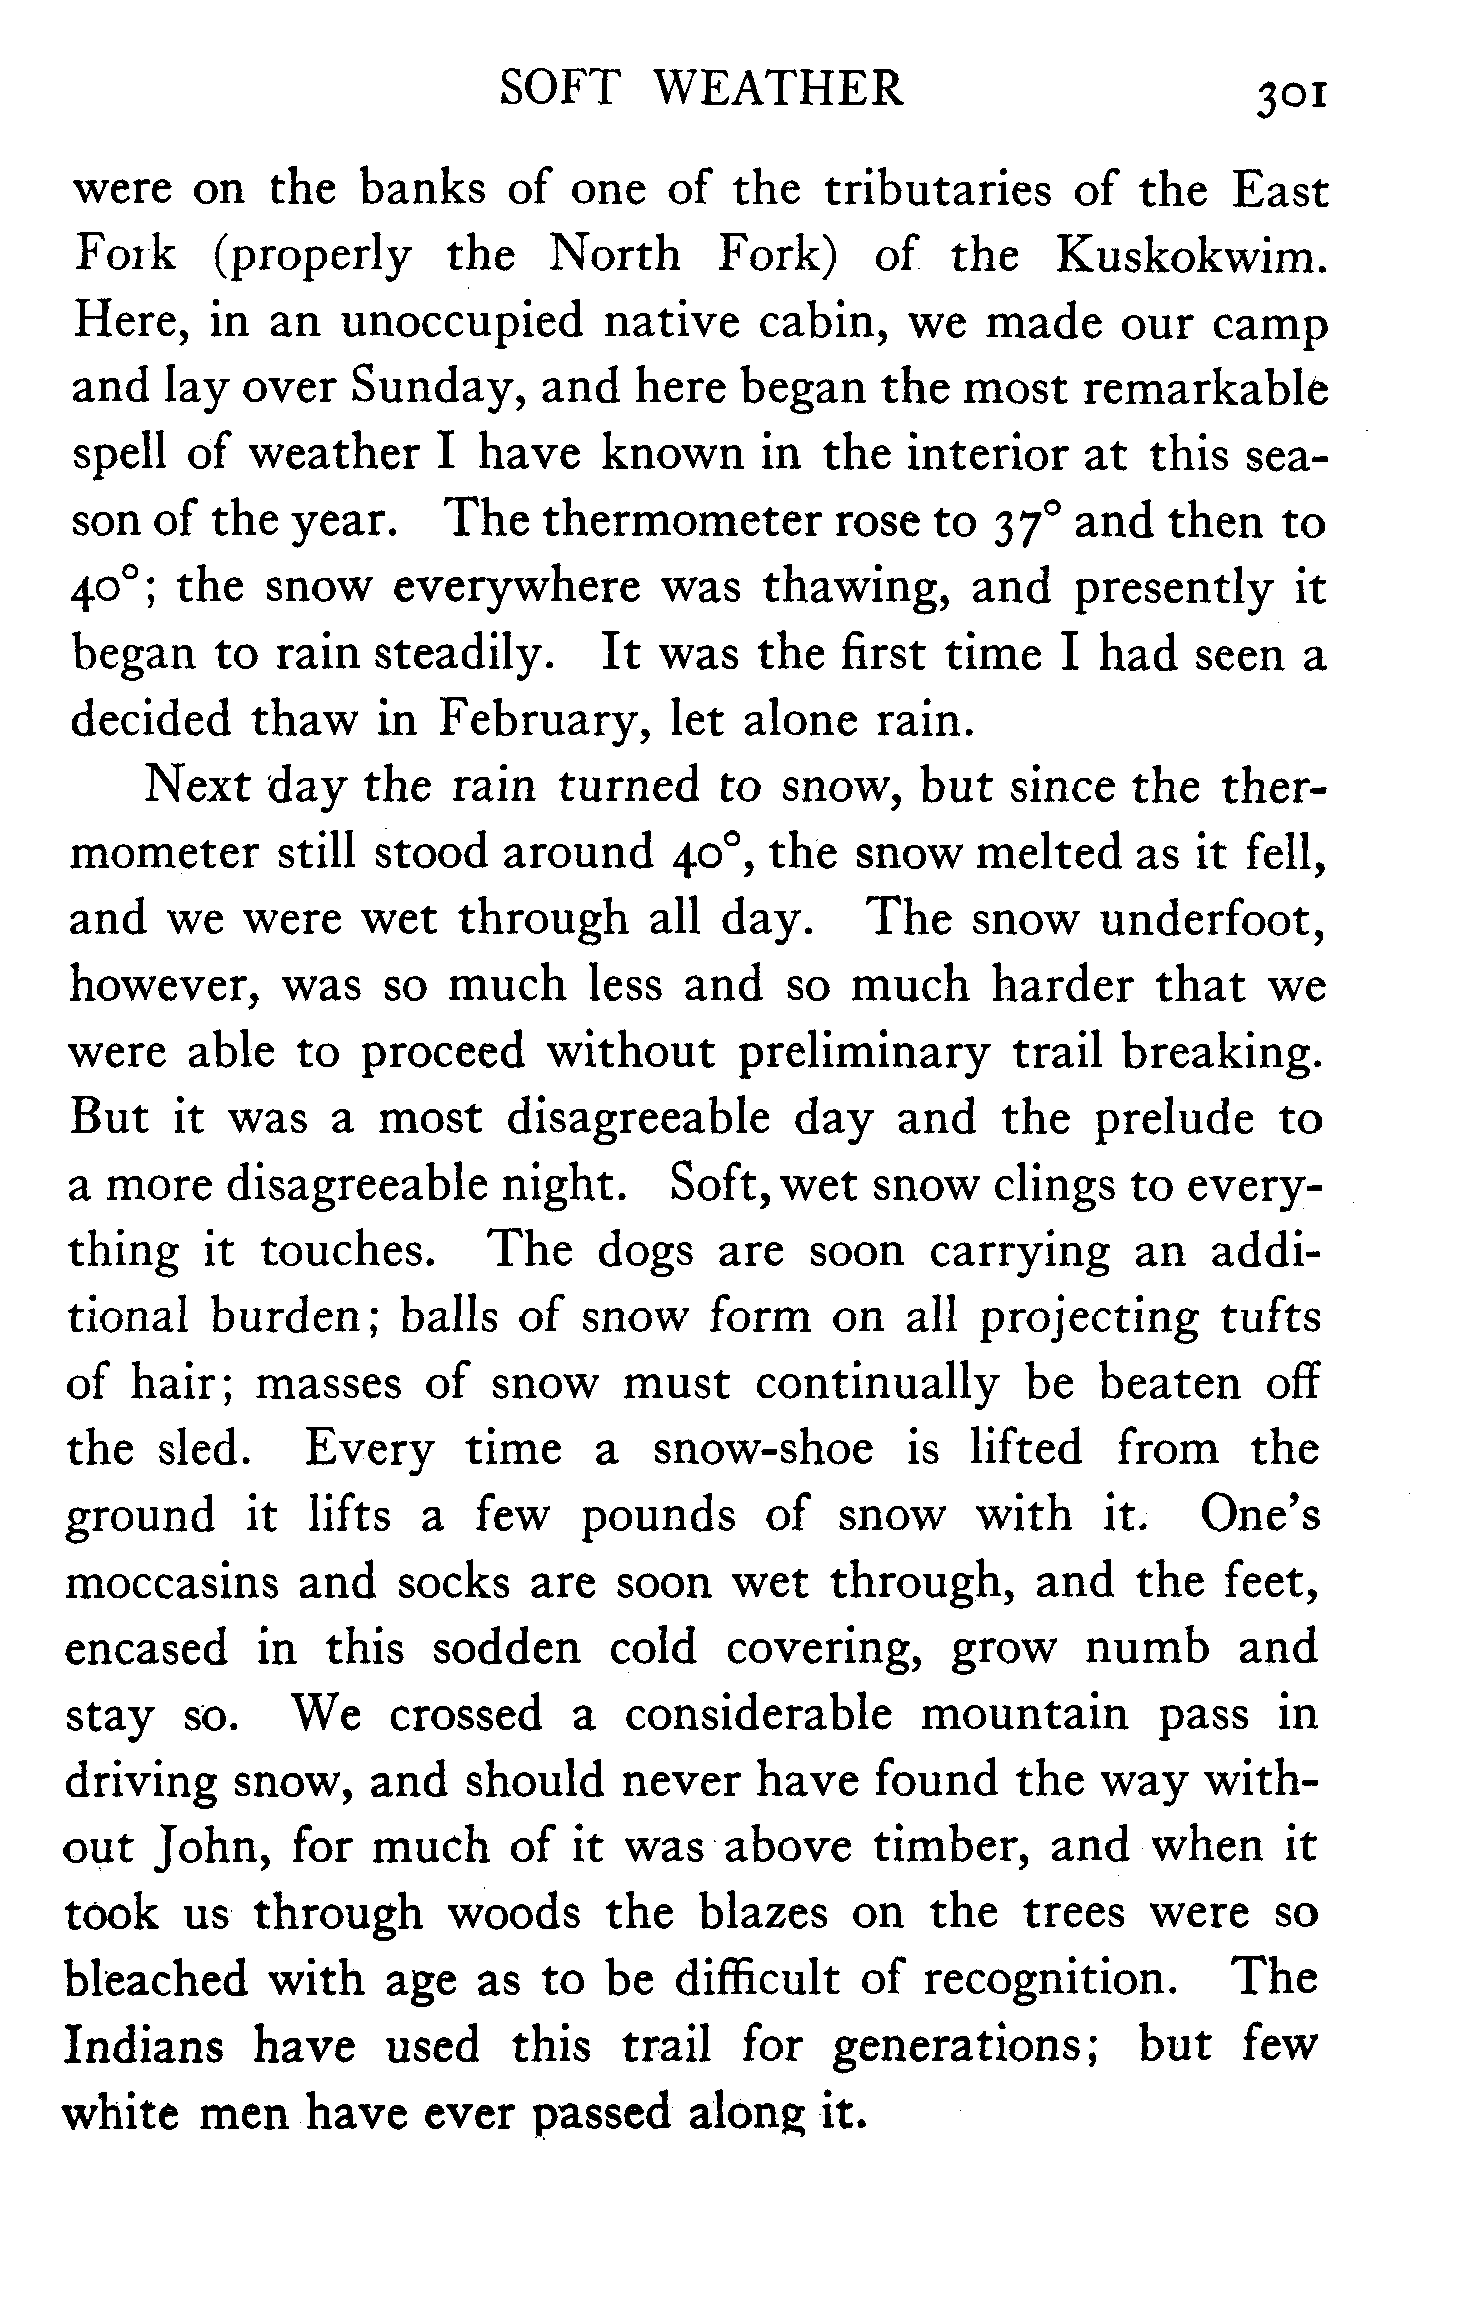 SOFT WEATHER 301
were on the banks of one of the tributaries of the East
Fork (properly the North Fork) of the Kuskokwim.
Here, in an unoccupied native cabin, we made our camp
and lay over Sunday, and here began the most remarkable
spell of weather I have known in the interior at this sea-
son of the year. The thermometer rose to 37° and then to
40°; the snow everywhere was thawing, and presently it
began to rain steadily. It was the first time I had seen a
decided thaw in February, let alone rain.
Next day the rain turned to snow, but since the ther-
mometer still stood around 40°, the snow melted as it fell,
and we were wet through all day. The snow underfoot,
however, was so much less and so much harder that we
were able to proceed without preliminary trail breaking.
But it was a most disagreeable day and the prelude to
a more disagreeable night. Soft, wet snow clings to every-
thing it touches. The dogs are soon carrying an addi-
tional burden; balls of snow form on all projecting tufts
of hair; masses of snow must continually be beaten off
the sled. Every time a snow-shoe is lifted from the
ground it lifts a few pounds of snow with it. One's
moccasins and socks are soon wet through, and the feet,
encased in this sodden cold covering, grow numb and
stay so. We crossed a considerable mountain pass in
driving snow, and should never have found the way with-
out John, for much of it was above timber, and when it
took us through woods the blazes on the trees were so
bleached with age as to be difficult of recognition. The
Indians have used this trail for generations; but few
white men have ever passed along it.